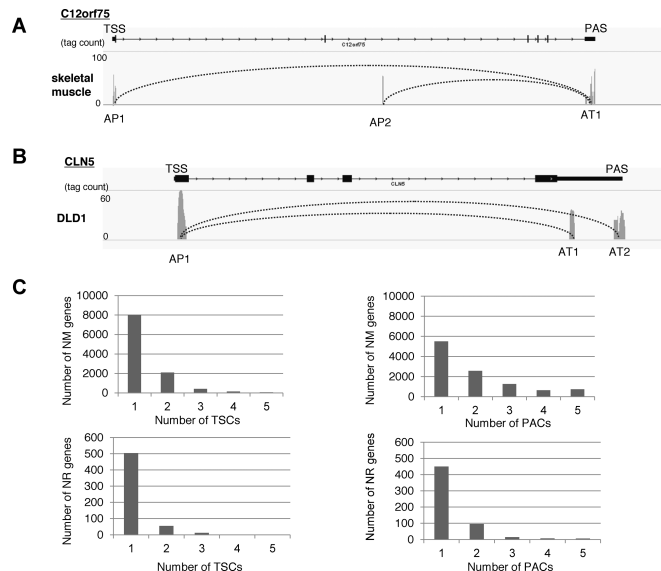 A
C12orf75
TSS
PAS
(tag count)
C12orf75
100
skeletal
muscle
0
AP1
AP2
AT1
B
CLN5
TSS
PAS
(tag count)
CLN5
60
DLD1
0
AP1
AT1
AT2
C
Number of NM genes
10000
8000
6000
4000
2000
0
1 2 3 4 5
Number of TSCs
Number of NM genes
10000
8000
6000
4000
2000
0
1 2 3 4 5
Number of PACs
Number of NR genes
600
500
400
300
200
100
0
1 2 3 4 5
Number of TSCs
Number of NR genes
600
500
400
300
200
100
0
1 2 3 4 5
Number of PACs